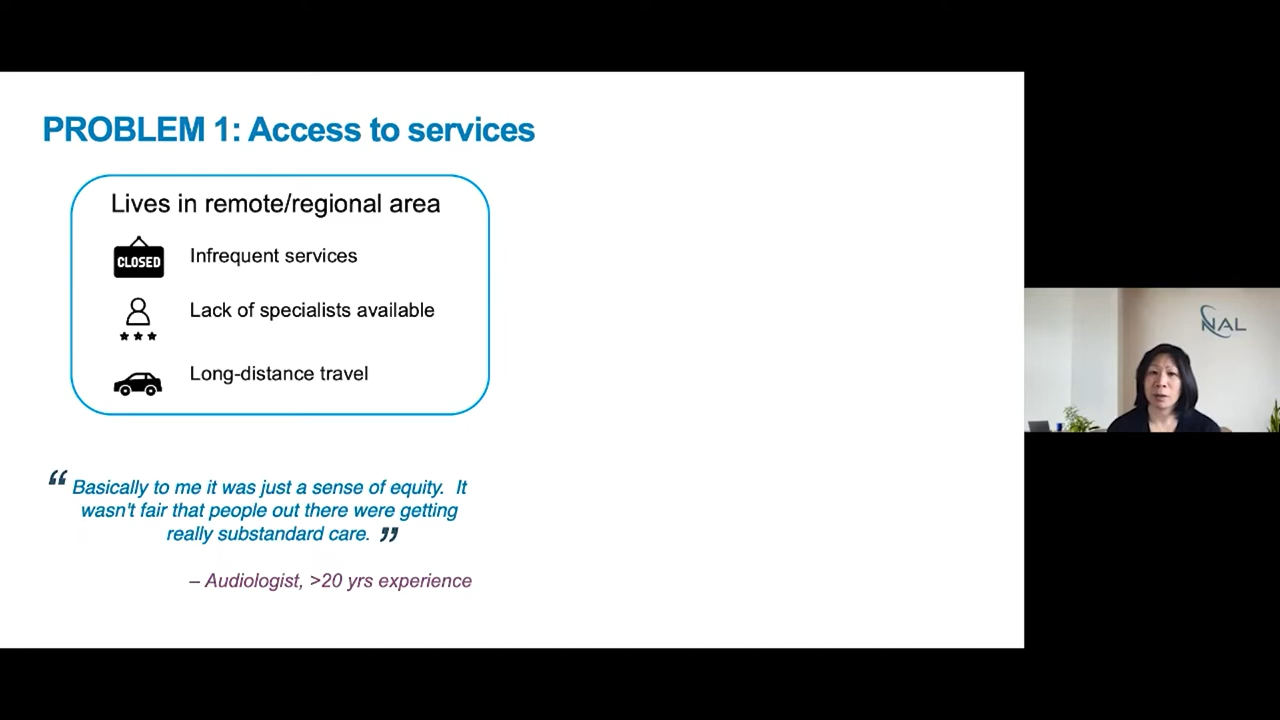 PROBLEM 1: Access to services
Lives in remote/regional area
CLOSED
Infrequent services
Lack of specialists available
Long-distance travel
“ Basically to me it was just a sense of equity. It
wasn't fair that people out there were getting
really substandard care. ”
– Audiologist, >20 yrs experience
NAL